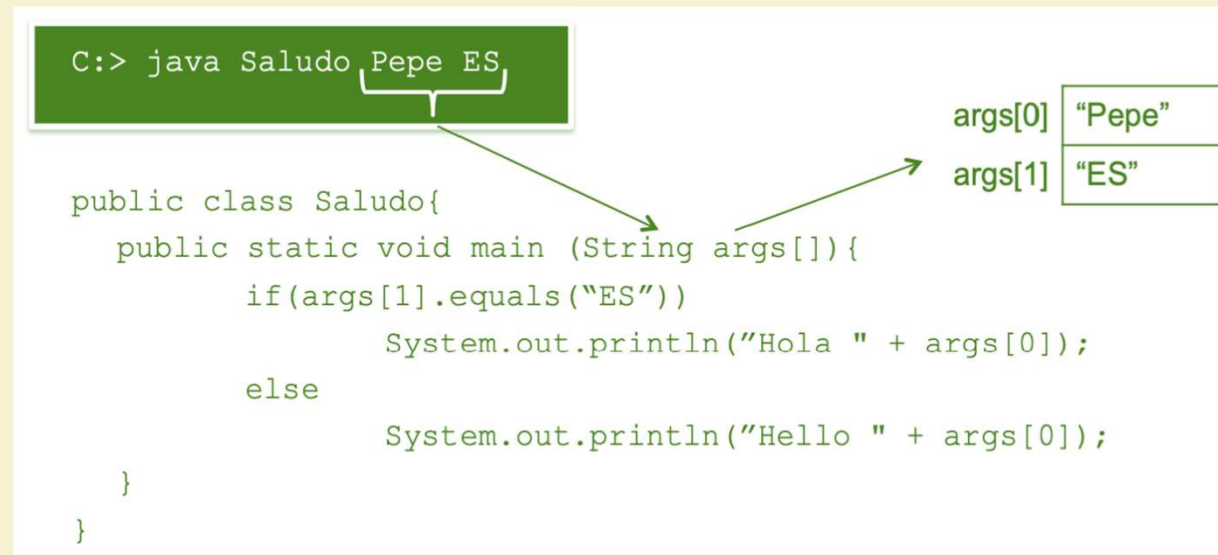 C:> java Saludo Pepe ES
args[0] “Pepe”
args[1] “ES”
public class Saludo{
public static void main (String args[]){
if(args[1].equals(“ES”))
System.out.println(”Hola " + args[0]);
else
System.out.println(”Hello " + args[0]);
}
}